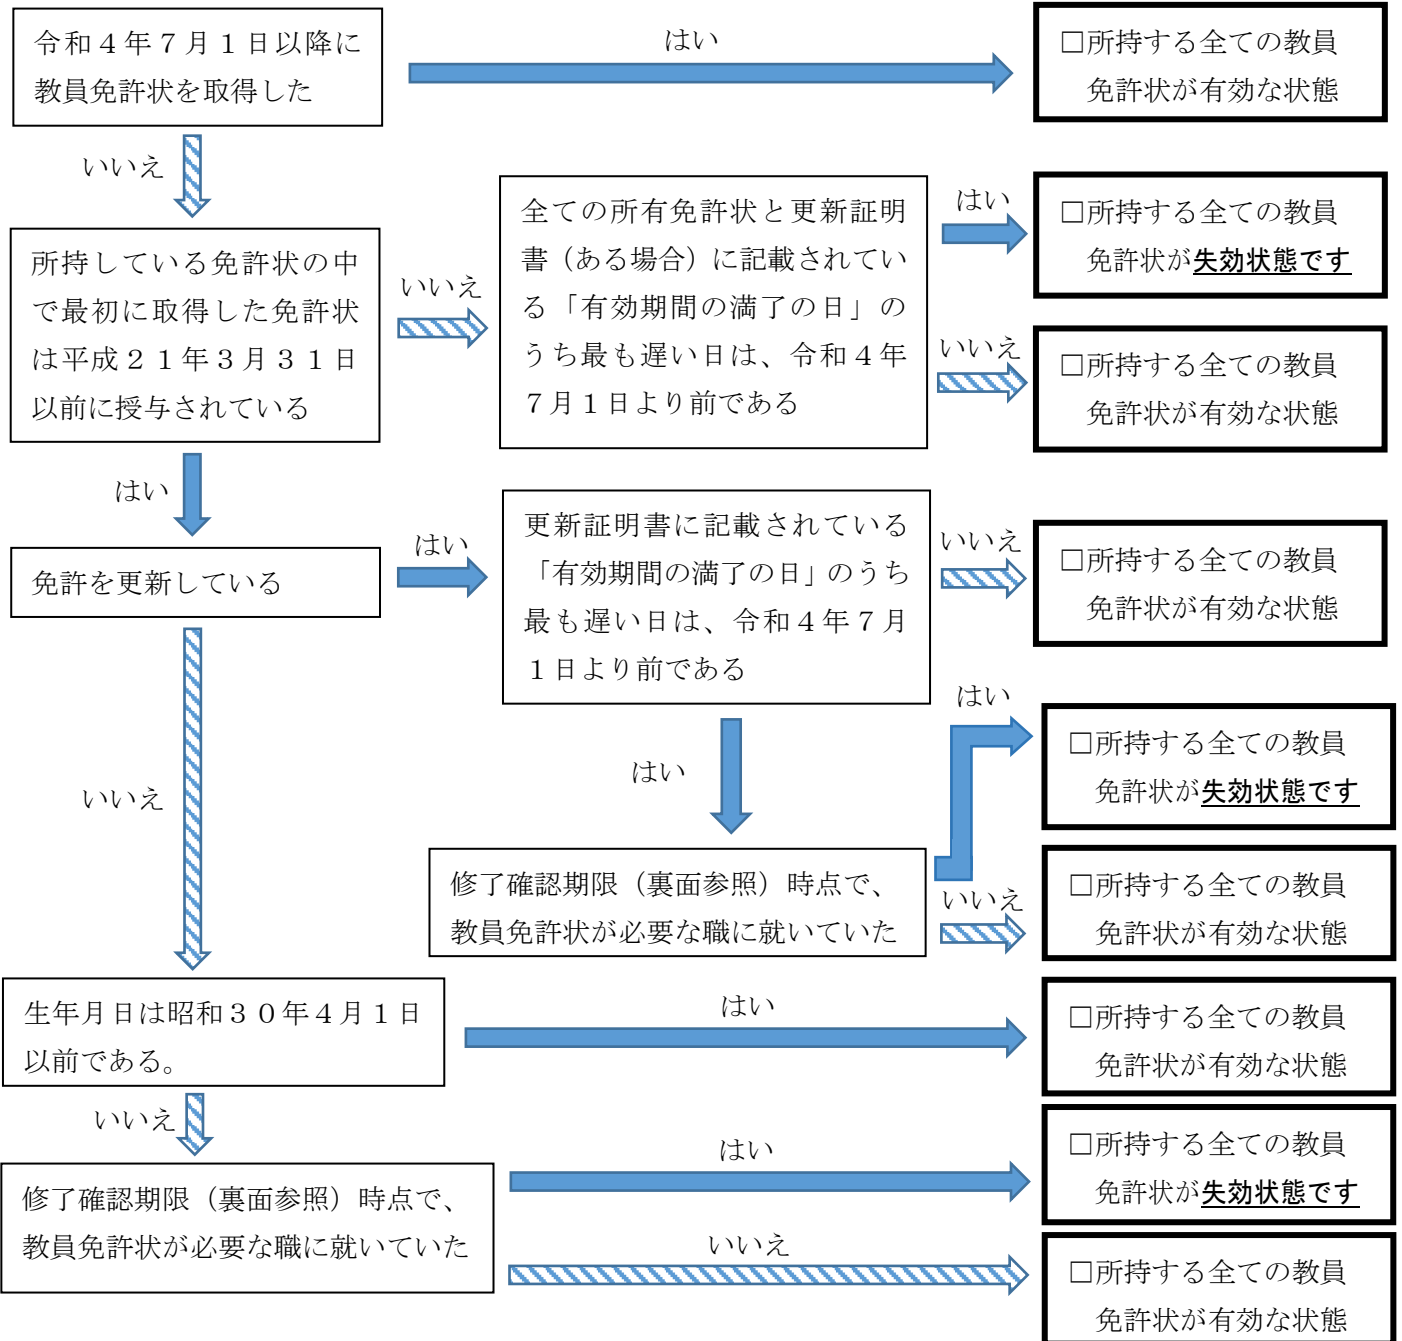 令和４年７月１日以降に
教員免許状を取得した
はい
□所持する全ての教員
免許状が有効な状態
いいえ
所持している免許状の中
で最初に取得した免許状
は平成２１年３月３１日
以前に授与されている
いいえ
全ての所有免許状と更新証明
書（ある場合）に記載されてい
る「有効期間の満了の日」の
うち最も遅い日は、令和４年
７月１日より前である
はい
□所持する全ての教員
免許状が失効状態です
いいえ
□所持する全ての教員
免許状が有効な状態
はい
免許を更新している
はい
更新証明書に記載されている
「有効期間の満了の日」のうち
最も遅い日は、令和４年７月
１日より前である
いいえ
□所持する全ての教員
免許状が有効な状態
はい
修了確認期限（裏面参照）時点で、
教員免許状が必要な職に就いていた
はい
□所持する全ての教員
免許状が失効状態です
いいえ
□所持する全ての教員
免許状が有効な状態
いいえ
生年月日は昭和３０年４月１日
以前である。
はい
□所持する全ての教員
免許状が有効な状態
いいえ
修了確認期限（裏面参照）時点で、
教員免許状が必要な職に就いていた
はい
□所持する全ての教員
免許状が失効状態です
いいえ
□所持する全ての教員
免許状が有効な状態